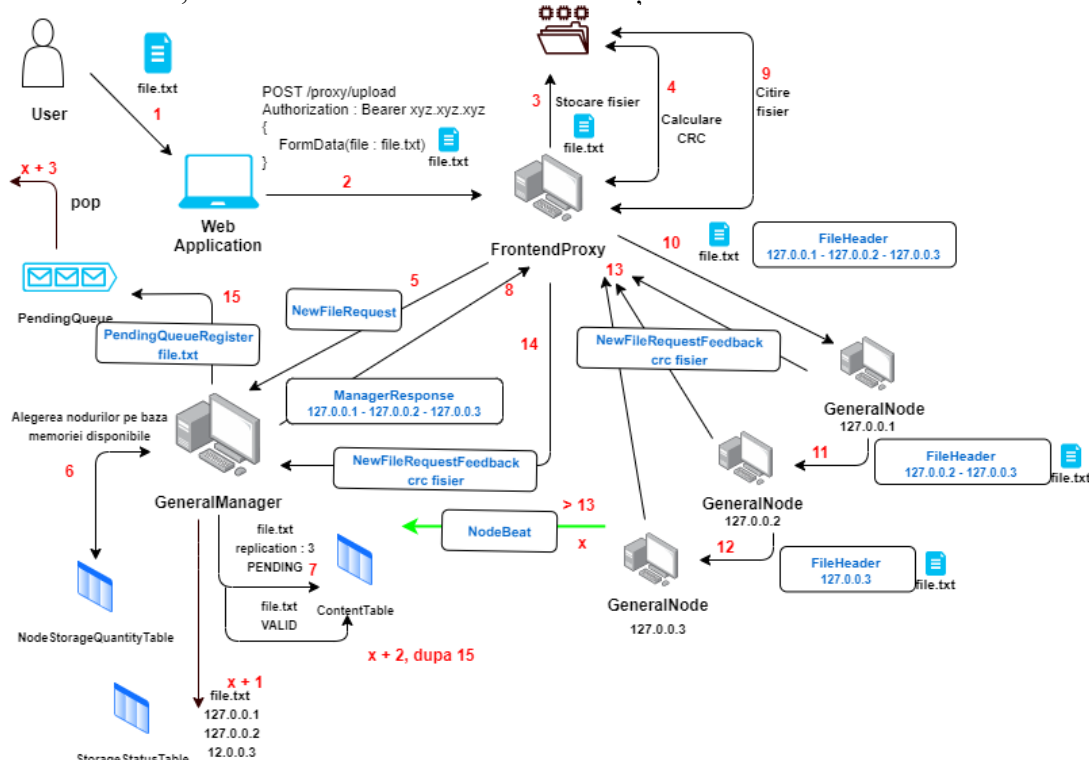 User
1
file.txt
POST /proxy/upload
Authorization : Bearer xyz.xyz.xyz
{
FormData(file : file.txt)
}
file.txt
2
Web
Application
3
Stocare fisier
file.txt
4
Calculare
CRC
9
Citire
fisier
FrontendProxy
x + 3
pop
PendingQueue
15
PendingQueueRegister
file.txt
5
NewFileRequest
8
ManagerResponse
127.0.0.1 - 127.0.0.2 - 127.0.0.3
10
file.txt
FileHeader
127.0.0.1 - 127.0.0.2 - 127.0.0.3
13
14
NewFileRequestFeedback
crc fisier
GeneralNode
127.0.0.1
Alegerea nodurilor pe baza
memoriei disponibile
6
GeneralManager
NewFileRequestFeedback
crc fisier
11
FileHeader
127.0.0.2 - 127.0.0.3
file.txt
GeneralNode
127.0.0.2
> 13
NodeBeat
x
12
FileHeader
127.0.0.3
file.txt
GeneralNode
127.0.0.3
file.txt
replication : 3
PENDING
7
file.txt
VALID
ContentTable
x + 2, dupa 15
NodeStorageQuantityTable
x + 1
file.txt
127.0.0.1
127.0.0.2
12.0.0.3
StorageStatusTable